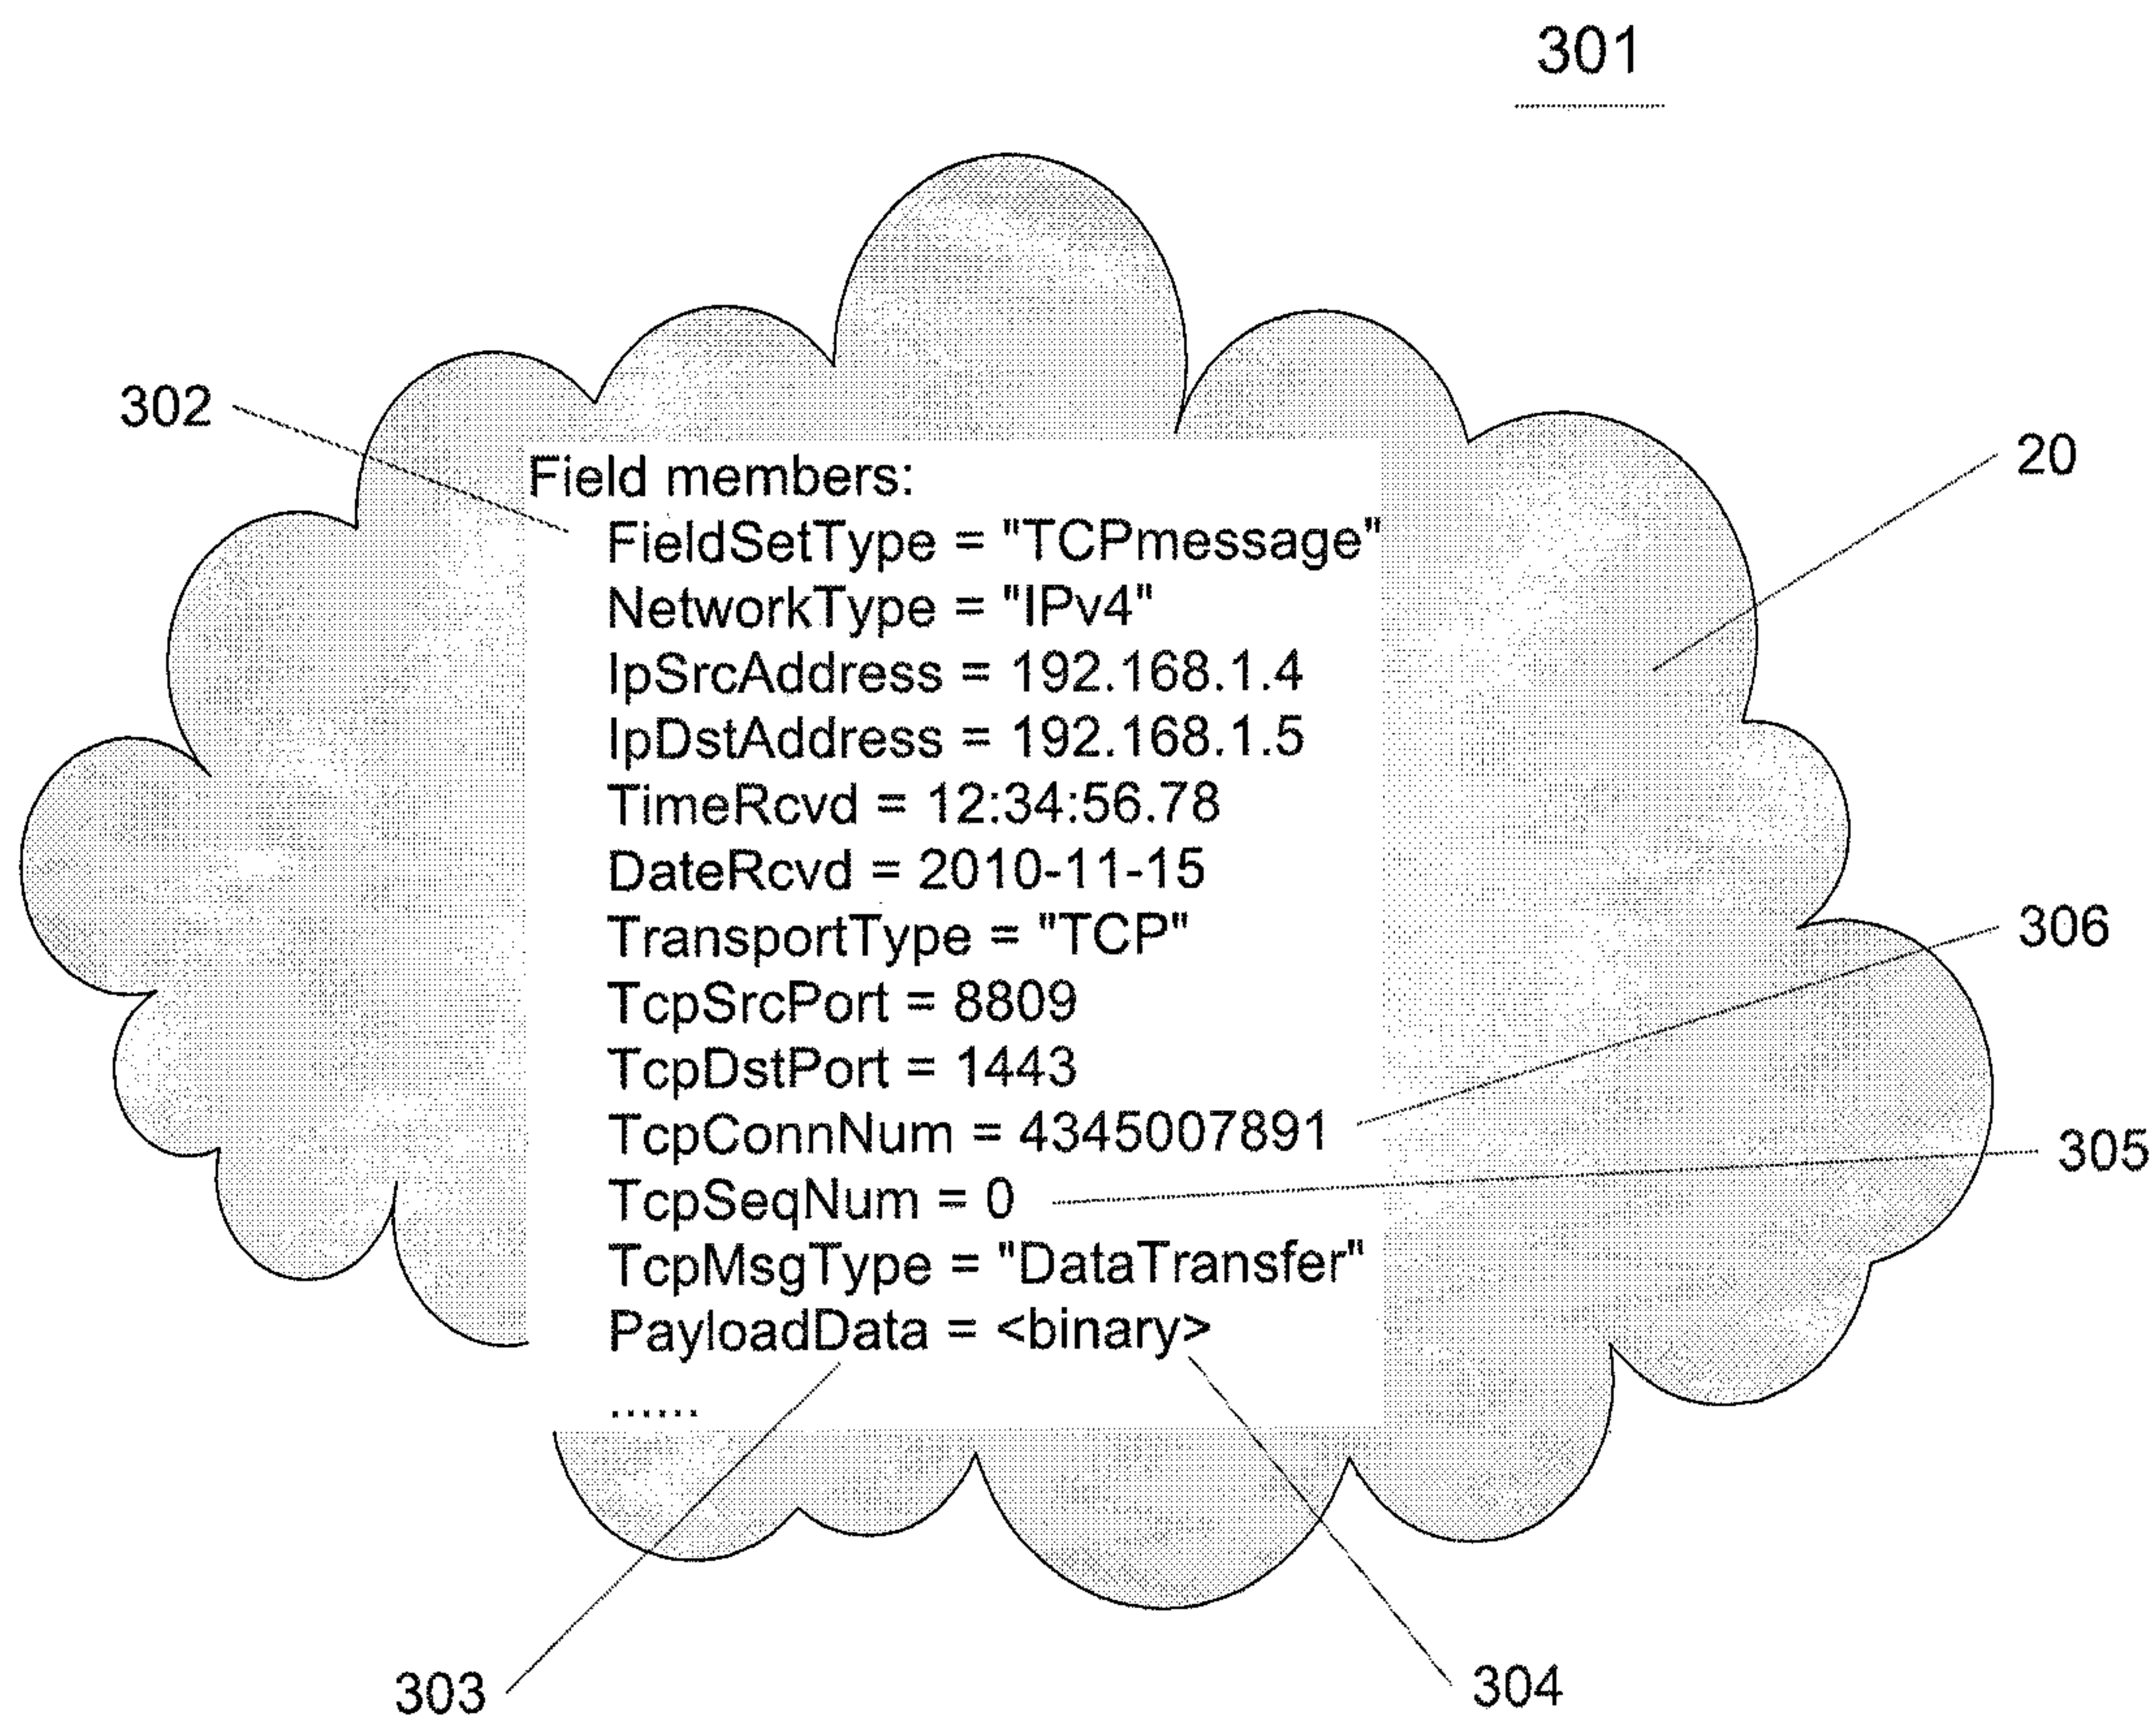 301
302
Field members:
20
FieldSetType = "TCPmessage"
NetworkType = "IPv4"
IpSrcAddress = 192.168.1.4
IpDstAddress = 192.168.1.5
TimeRcvd = 12:34:56.78
DateRcvd = 2010-11-15
TransportType = "TCP"
306
TcpSrcPort = 8809
TcpDstPort = 1443
TcpConnNum = 4345007891
305
TcpSeqNum = 0
TcpMsgType = "DataTransfer"
PayloadData = <binary>
......
303
304